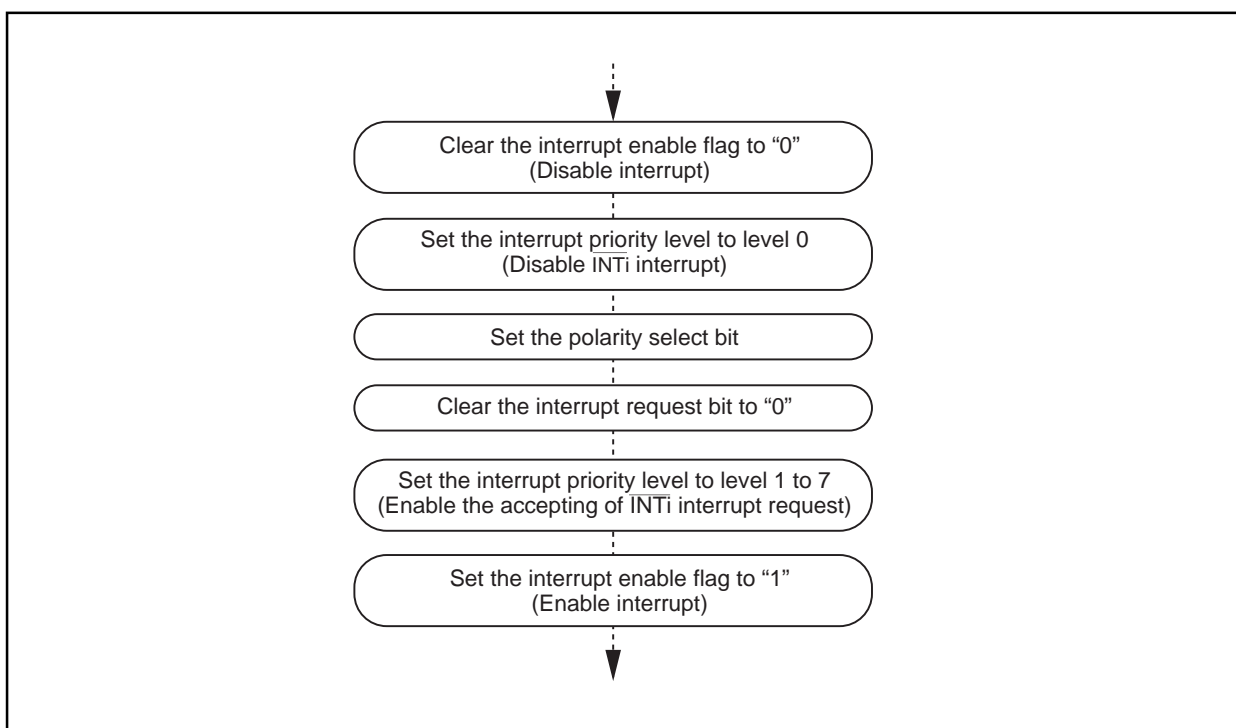 Clear the interrupt enable flag to “0”
(Disable interrupt)
Set the interrupt priority level to level 0
(Disable INTi interrupt)
Set the polarity select bit
Clear the interrupt request bit to “0”
Set the interrupt priority level to level 1 to 7
(Enable the accepting of INTi interrupt request)
Set the interrupt enable flag to “1”
(Enable interrupt)